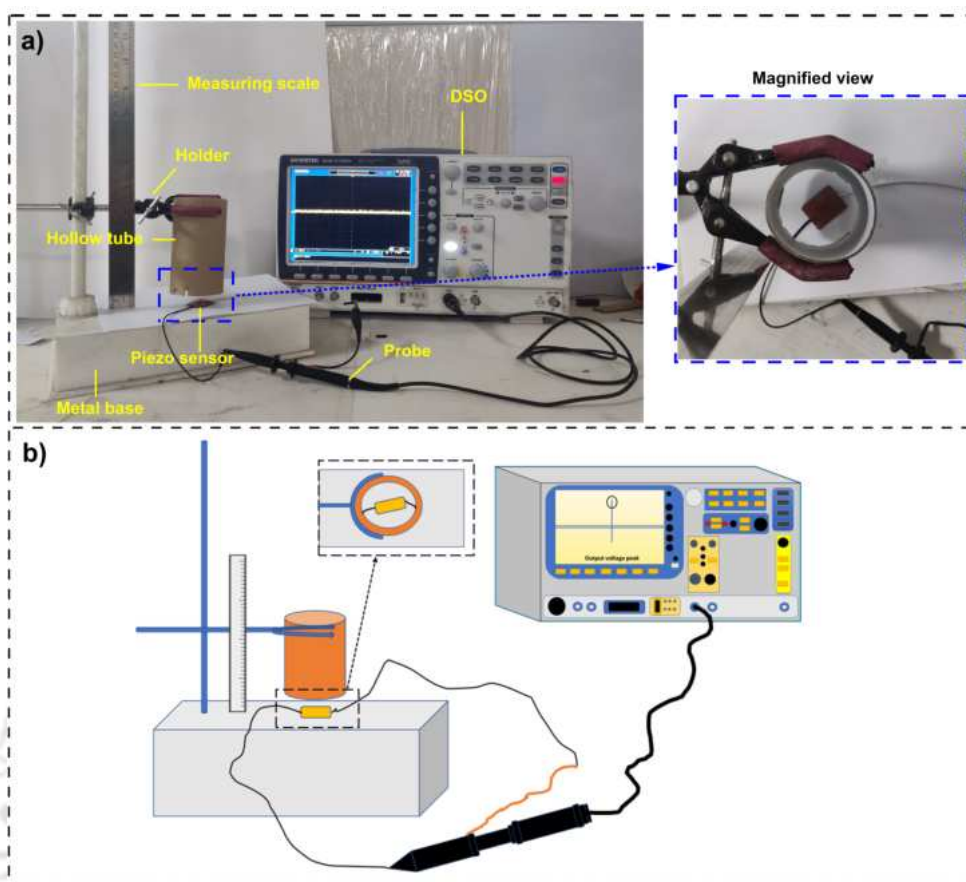 a)
Measuring scale
DSO
Holder
Hollow tube
Piezo sensor
Probe
Metal base
Magnified view
b)
Output voltage peak